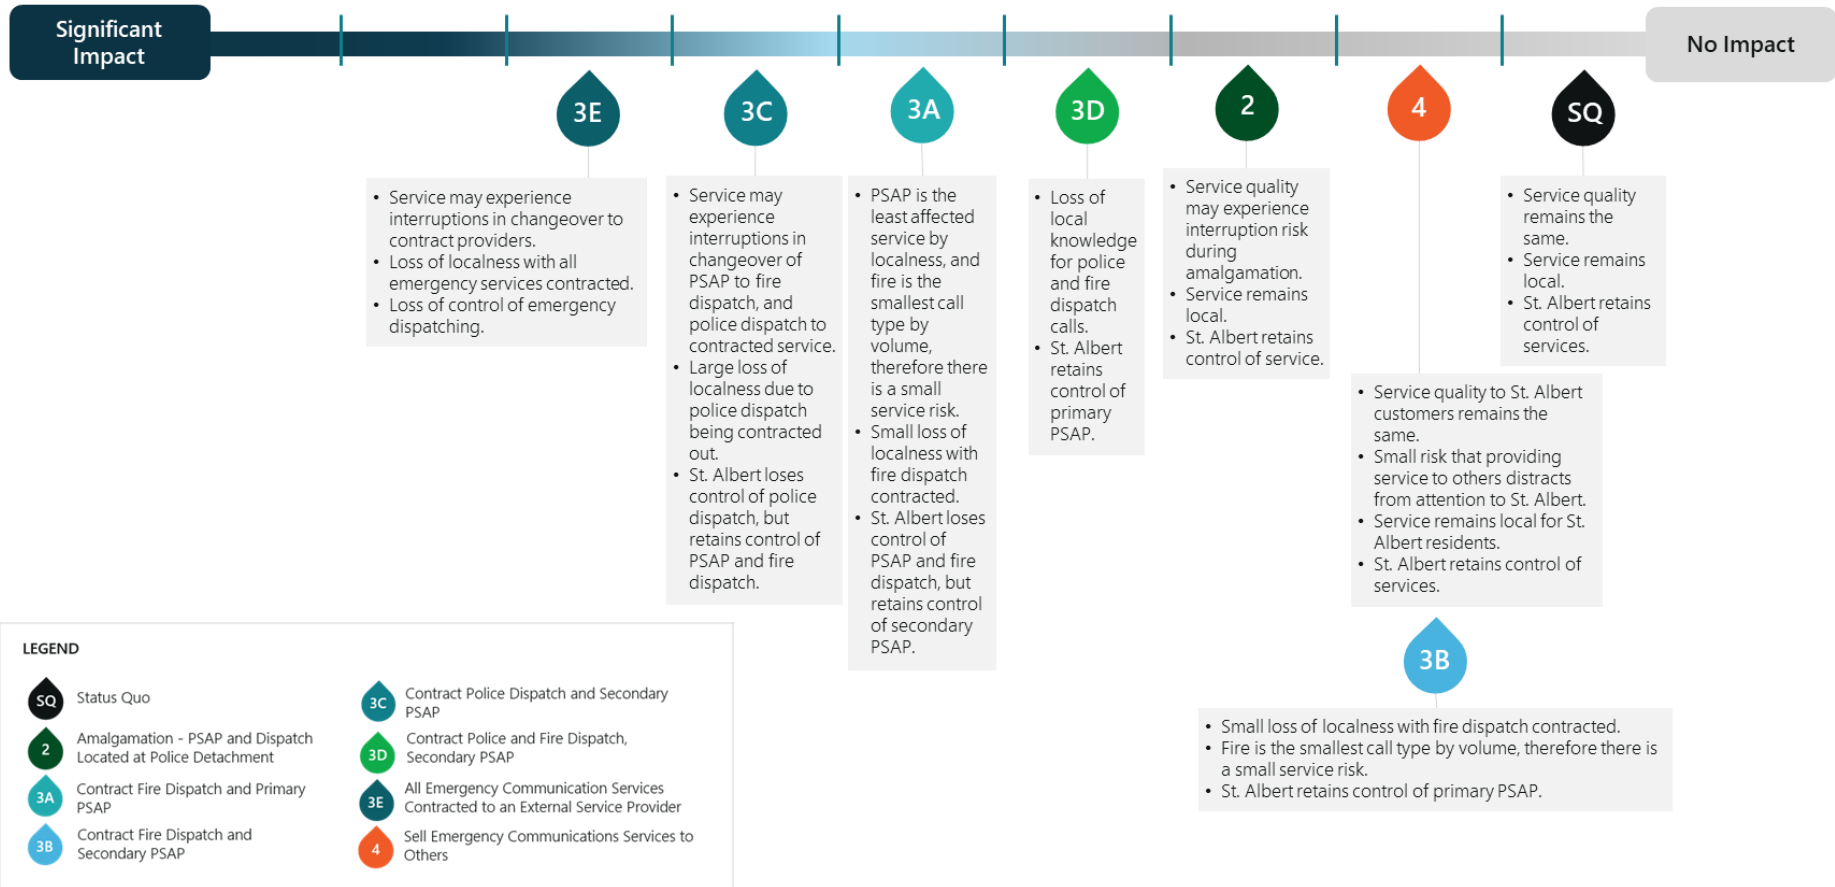 Significant
Impact
No Impact
3E
3C
3A
3D
2
4
SQ
• Service may experience
interruptions in changeover to
contract providers.
• Loss of localness with all
emergency services contracted.
• Loss of control of emergency
dispatching.
• Service may
experience
interruptions in
changeover of
PSAP to fire
dispatch, and
police dispatch to
contracted service.
• Large loss of
localness due to
police dispatch
being contracted
out.
• St. Albert loses
control of police
dispatch, but
retains control of
PSAP and fire
dispatch.
• PSAP is the
least affected
service by
localness, and
fire is the
smallest call
type by
volume,
therefore there
is a small
service risk.
• Small loss of
localness with
fire dispatch
contracted.
• St. Albert loses
control of
PSAP and fire
dispatch, but
retains control
of secondary
PSAP.
• Loss of
local
knowledge
for police
and fire
dispatch
calls.
• St. Albert
retains
control of
primary
PSAP.
• Service quality
may experience
interruption risk
during
amalgamation.
• Service remains
local.
• St. Albert retains
control of service.
• Service quality to St. Albert
customers remains the
same.
• Small risk that providing
service to others distracts
from attention to St. Albert.
• Service remains local for St.
Albert residents.
• St. Albert retains control of
services.
• Service quality
remains the
same.
• Service remains
local.
• St. Albert retains
control of
services.
3B
• Small loss of localness with fire dispatch contracted.
• Fire is the smallest call type by volume, therefore there is
a small service risk.
• St. Albert retains control of primary PSAP.
LEGEND
SQ
Status Quo
2
Amalgamation - PSAP and Dispatch
Located at Police Detachment
3A
Contract Fire Dispatch and Primary
PSAP
3B
Contract Fire Dispatch and
Secondary PSAP
3C
Contract Police Dispatch and Secondary
PSAP
3D
Contract Police and Fire Dispatch,
Secondary PSAP
3E
All Emergency Communication Services
Contracted to an External Service Provider
4
Sell Emergency Communications Services to
Others